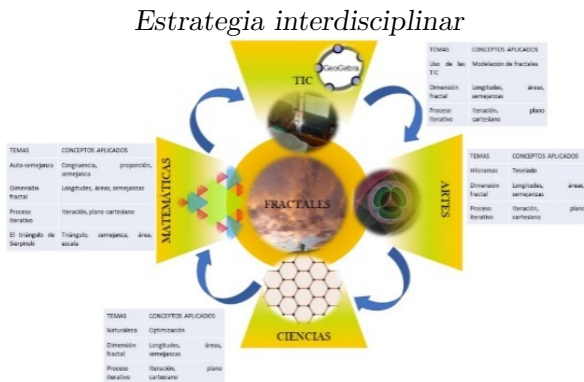 Estrategia interdisciplinar
GeoGebra
TIC
TEMAS CONCEPTOS APLICADOS
Uso de las Modelación de fractales
TIC
Dimensión Longitudes, áreas,
fractal semejanzas
Proceso Iteración, plano
iterativo cartesiano
TEMAS CONCEPTOS APLICADOS
Auto-semejanza Congruencia, proporción,
semejanza
Dimensión Longitudes, áreas, semejanzas
fractal
Proceso Iteración, plano cartesiano
iterativo
El triángulo de Triángulo, semejanza, área,
Sierpinski escala
MATEMÁTICAS
FRACTALES
ARTES
TEMAS CONCEPTOS APLICADOS
Hiloramas Teselado
Dimensión Longitudes, áreas,
fractal semejanzas
Proceso Iteración, plano
iterativo cartesiano
CIENCIAS
TEMAS CONCEPTOS APLICADOS
Naturaleza Optimización
Dimensión Longitudes, áreas,
fractal semejanzas
Proceso Iteración, plano
iterativo cartesiano